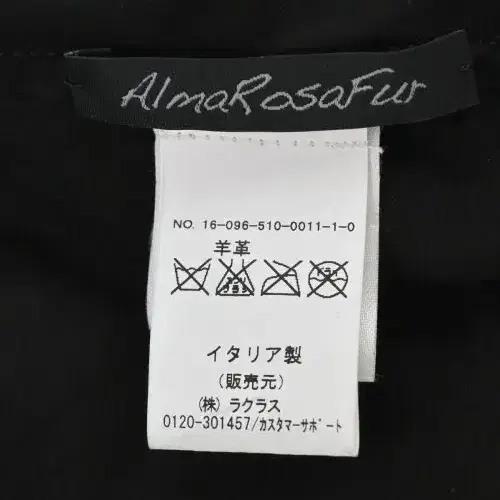 AlmaRosaFur
NO. 16-096-510-0011-1-0
羊革
イタリア製
(販売元)
(株) ラクラス
0120-301457/カスタマーサポート